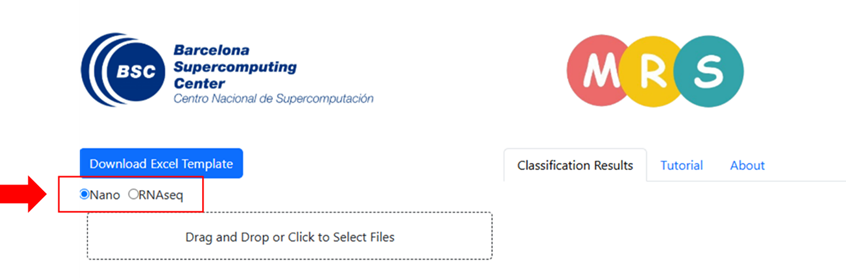 BSC
Barcelona
Supercomputing
Center
Centro Nacional de Supercomputación
M R S
Download Excel Template
Classification Results
Tutorial
About
Nano
RNAseq
Drag and Drop or Click to Select Files